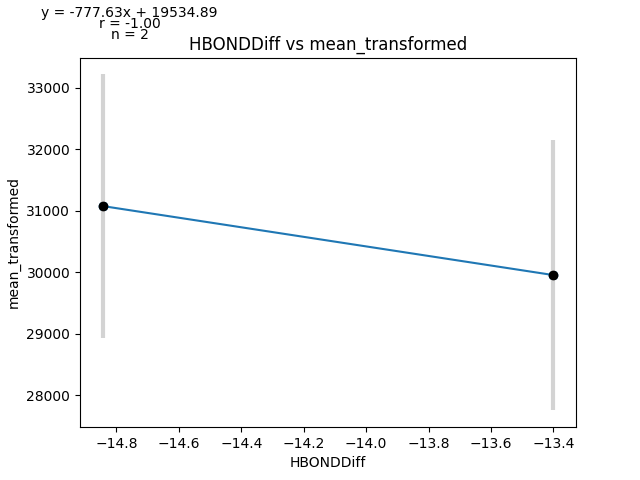 y = -777.63x + 19534.89
r = -1.00
n = 2
HBONDDiff vs mean_transformed
33000
32000
31000
30000
29000
28000
mean_transformed
−14.8
−14.6
−14.4
−14.2
−14.0
−13.8
−13.6
−13.4
HBONDDiff